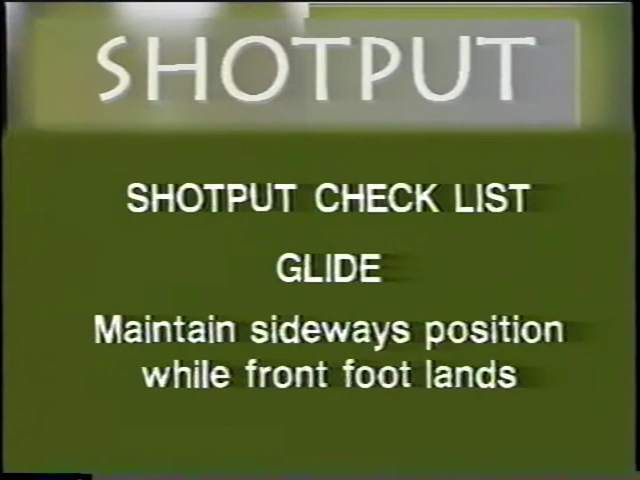 SHOTPUT
SHOTPUT CHECK LIST
GLIDE
Maintain sideways position
while front foot lands